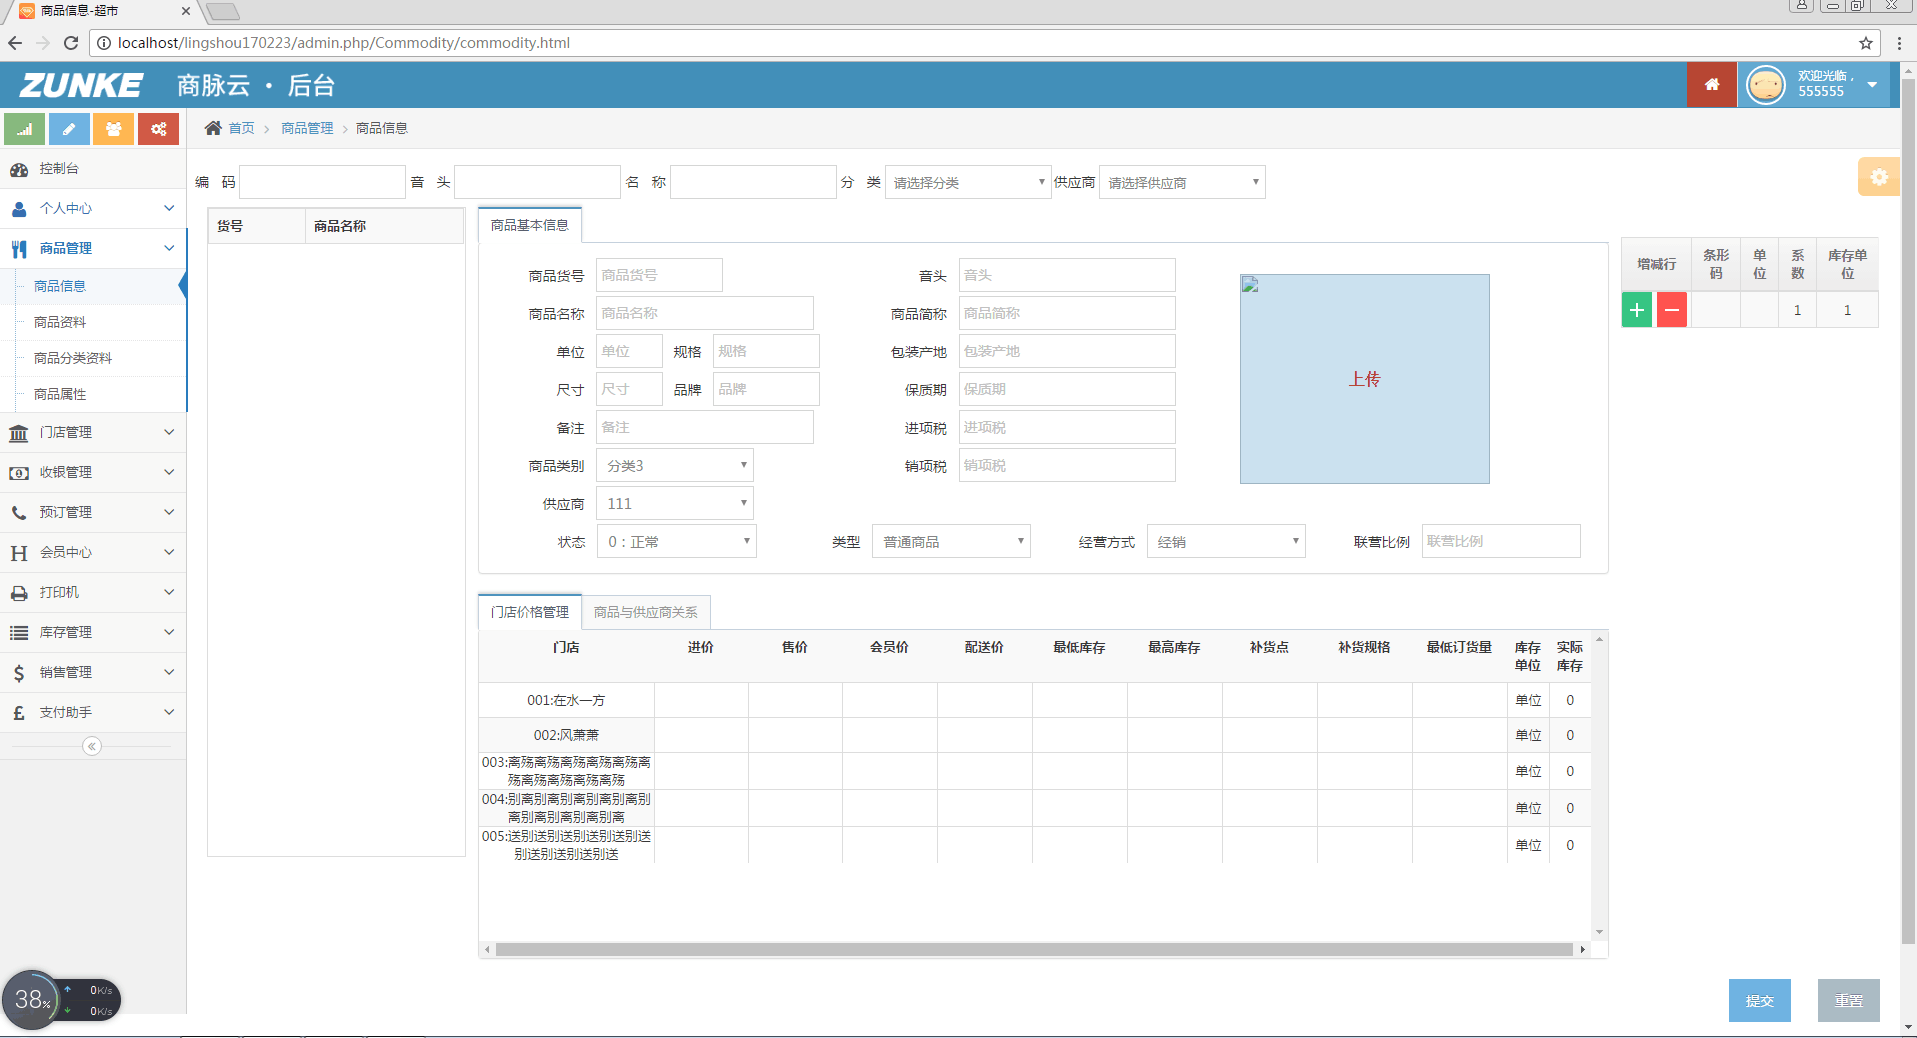 商品信息-超市
localhost/lingshou170223/admin.php/Commodity/commodity.html
ZUNKE 商脉云 · 后台
欢迎光临，
555555
首页 商品管理 商品信息
控制台
个人中心
商品管理
商品信息
商品资料
商品分类资料
商品属性
门店管理
收银管理
预订管理
会员中心
打印机
库存管理
销售管理
支付助手
编 码 音 头 名 称 分 类 请选择分类 供应商 请选择供应商
货号 商品名称
商品基本信息
商品货号 商品货号 音头 音头
商品名称 商品名称 商品简称 商品简称
单位 单位 规格 规格 包装产地 包装产地
尺寸 尺寸 品牌 品牌 保质期 保质期
备注 备注 进项税 进项税
商品类别 分类3 销项税 销项税
供应商 111
状态 0：正常 类型 普通商品 经营方式 经销 联营比例 联营比例
上传
增减行 条形码 单位 系数 库存单位
+ − 1 1
门店价格管理 商品与供应商关系
门店 进价 售价 会员价 配送价 最低库存 最高库存 补货点 补货规格 最低订货量 库存单位 实际库存
001:在水一方 单位 0
002:风萧萧 单位 0
003:离殇离殇离殇离殇离殇离
殇离殇离殇离殇离殇 单位 0
004:别离别离别离别离别离别
离别离别离别离别离 单位 0
005:送别送别送别送别送别送
别送别送别送别送 单位 0
提交 重置
38%
0K/s
0K/s